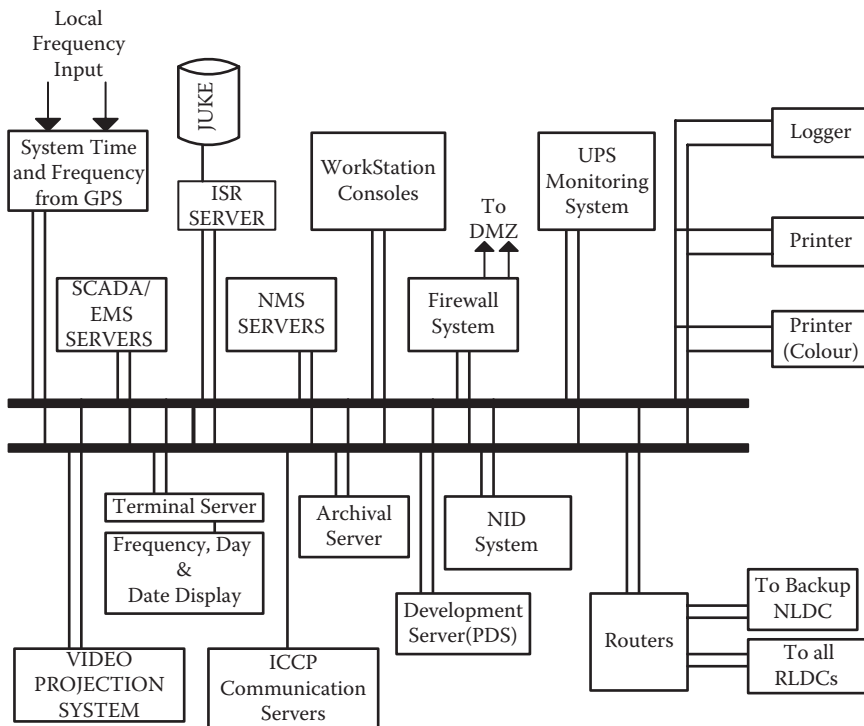 Local
Frequency
Input
JUKE
System Time
and Frequency
from GPS
ISR
SERVER
WorkStation
Consoles
UPS
Monitoring
System
Logger
To
DMZ
Printer
SCADA/
EMS
SERVERS
NMS
SERVERS
Firewall
System
Printer
(Colour)
Terminal Server
Frequency, Day
&
Date Display
Archival
Server
NID
System
Development
Server(PDS)
Routers
To Backup
NLDC
To all
RLDCs
VIDEO
PROJECTION
SYSTEM
ICCP
Communication
Servers